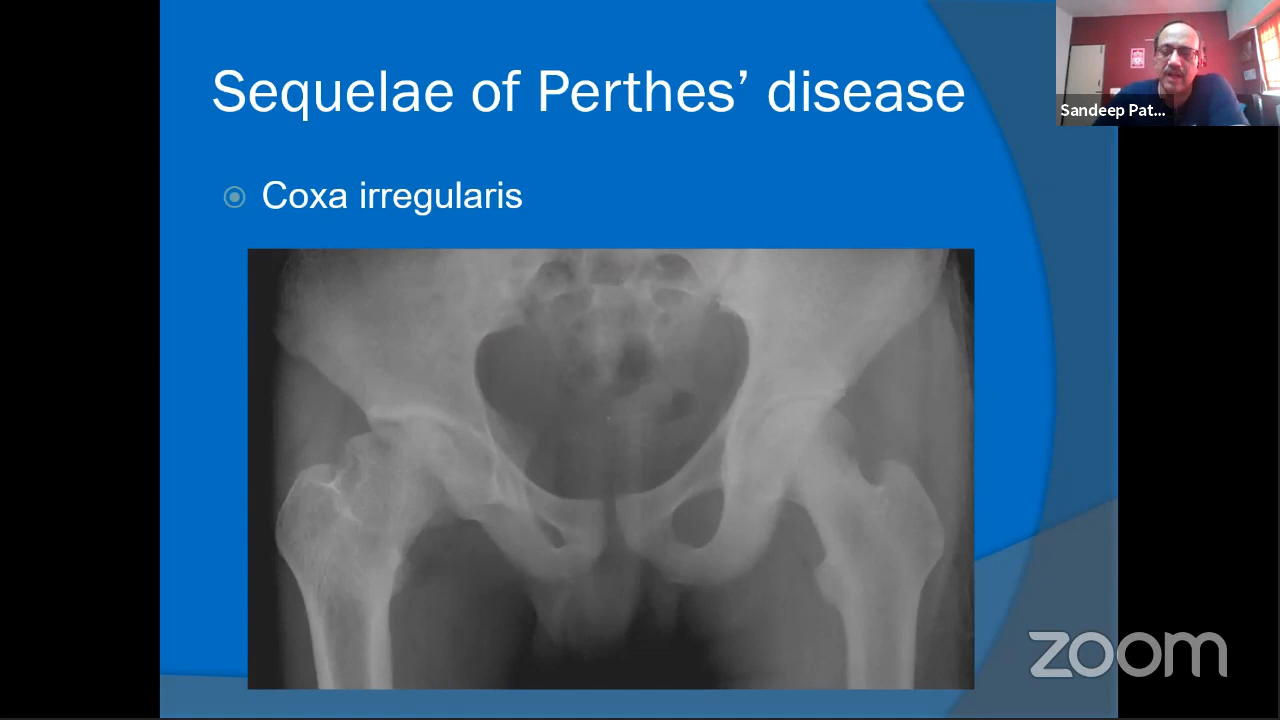 Sequelae of Perthes’ disease
Sandeep Pat...
Coxa irregularis
zoom